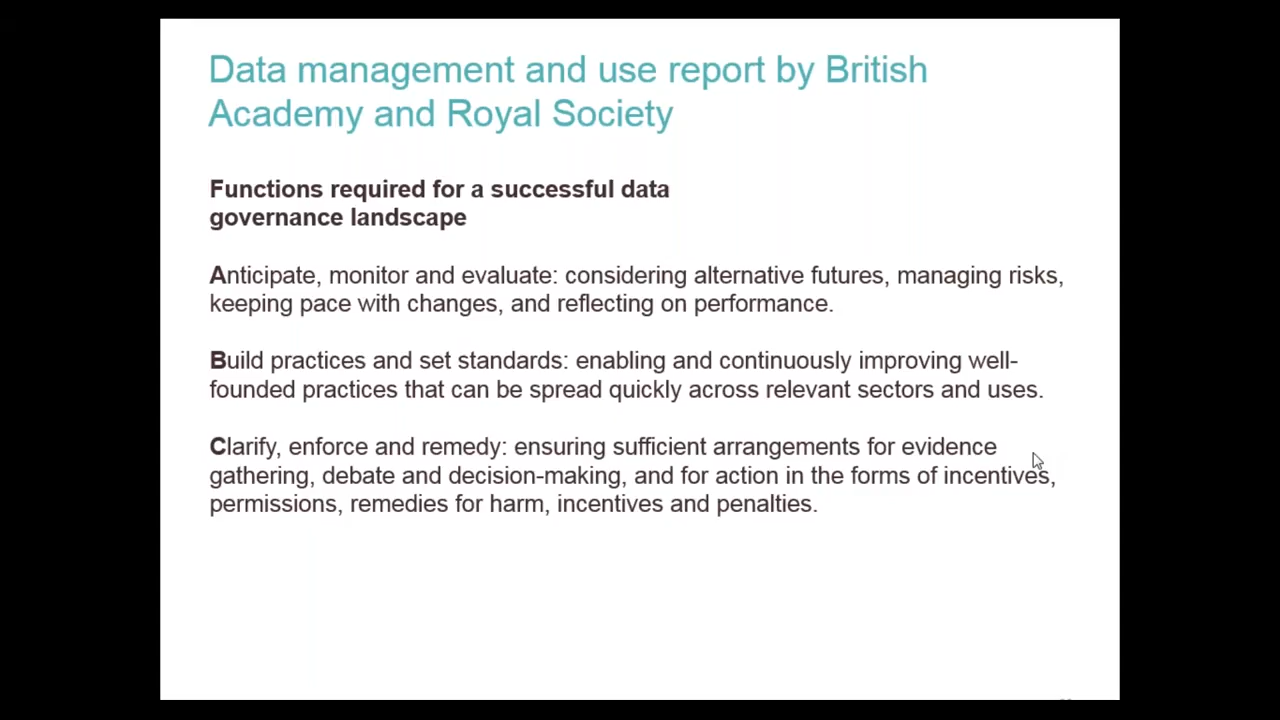 Data management and use report by British
Academy and Royal Society
Functions required for a successful data
governance landscape
Anticipate, monitor and evaluate: considering alternative futures, managing risks,
keeping pace with changes, and reflecting on performance.
Build practices and set standards: enabling and continuously improving well-
founded practices that can be spread quickly across relevant sectors and uses.
Clarify, enforce and remedy: ensuring sufficient arrangements for evidence
gathering, debate and decision-making, and for action in the forms of incentives,
permissions, remedies for harm, incentives and penalties.